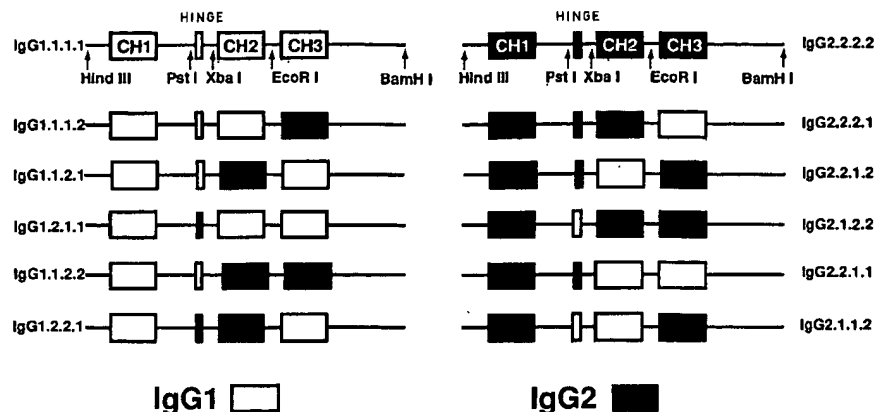 HINGE HINGE
IgG1.1.1.1 CH1 CH2 CH3 CH1 CH2 CH3 IgG2.2.2.2
Hind III Pst I Xba I EcoR I BamH I Hind III Pst I Xba I EcoR I BamH I
IgG1.1.1.2 IgG2.2.2.1
IgG1.1.2.1 IgG2.2.1.2
IgG1.2.1.1 IgG2.1.2.2
IgG1.1.2.2 IgG2.2.1.1
IgG1.2.2.1 IgG2.1.1.2
IgG1 IgG2